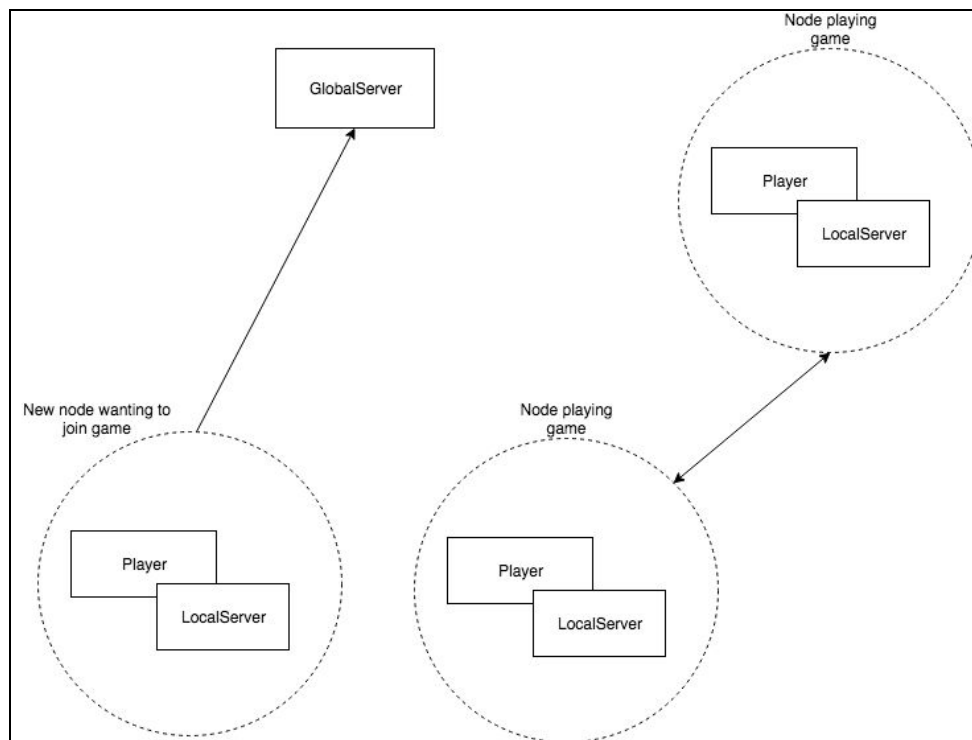 Node playing
game
GlobalServer
Player
LocalServer
New node wanting to
join game
Node playing
game
Player
LocalServer
Player
LocalServer